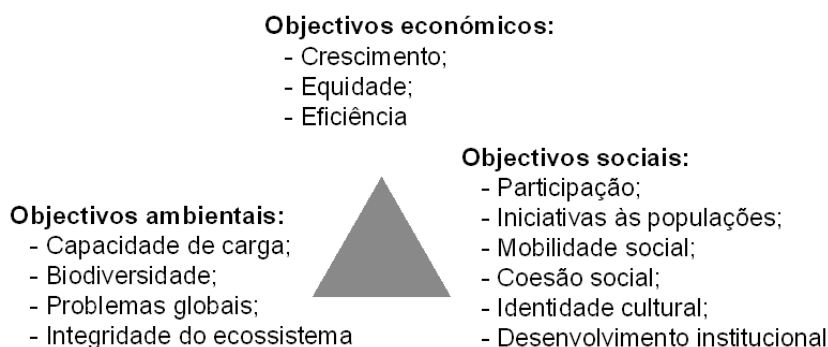 Objectivos económicos:
- Crescimento;
- Equidade;
- Eficiência
Objectivos ambientais:
- Capacidade de carga;
- Biodiversidade;
- Problemas globais;
- Integridade do ecossistema
Objectivos sociais:
- Participação;
- Iniciativas às populações;
- Mobilidade social;
- Coesão social;
- Identidade cultural;
- Desenvolvimento institucional